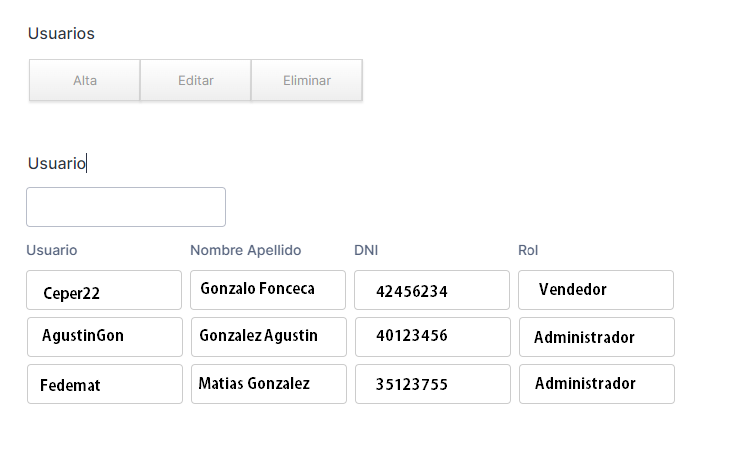 Usuarios
Alta Editar Eliminar
Usuario
Usuario Nombre Apellido DNI Rol
Ceper22 Gonzalo Fonceca 42456234 Vendedor
AgustinGon Gonzalez Agustin 40123456 Administrador
Fedemat Matias Gonzalez 35123755 Administrador